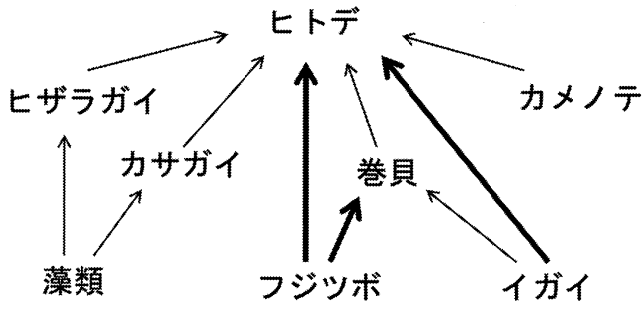 ヒトデ
ヒザラガイ
カメノテ
カサガイ
巻貝
藻類
フジツボ
イガイ